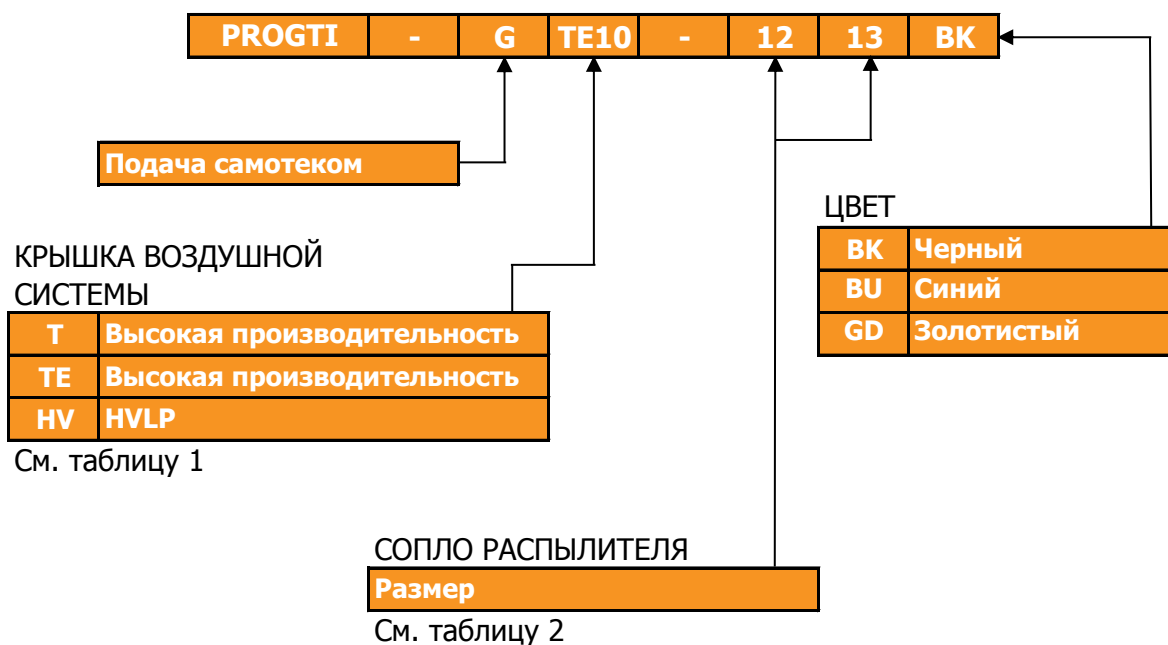 PROGTI - G TE10 - 12 13 BK
Подача самотеком
ЦВЕТ
BK Черный
BU Синий
GD Золотистый
КРЫШКА ВОЗДУШНОЙ
СИСТЕМЫ
T Высокая производительность
TE Высокая производительность
HV HVLP
См. таблицу 1
СОПЛО РАСПЫЛИТЕЛЯ
Размер
См. таблицу 2